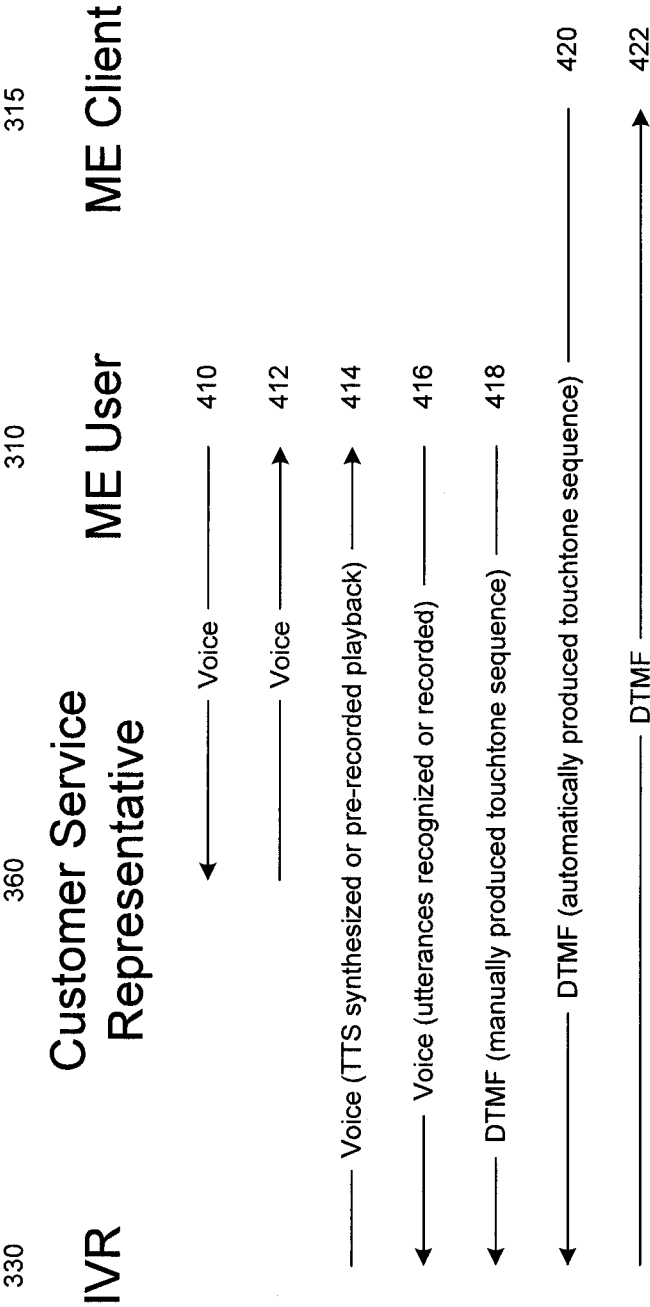 330
360
310
315
IVR
Customer Service
Representative
ME User
ME Client
Voice
410
Voice
412
Voice (TTS synthesized or pre-recorded playback)
414
Voice (utterances recognized or recorded)
416
DTMF (manually produced touchtone sequence)
418
DTMF (automatically produced touchtone sequence)
420
DTMF
422